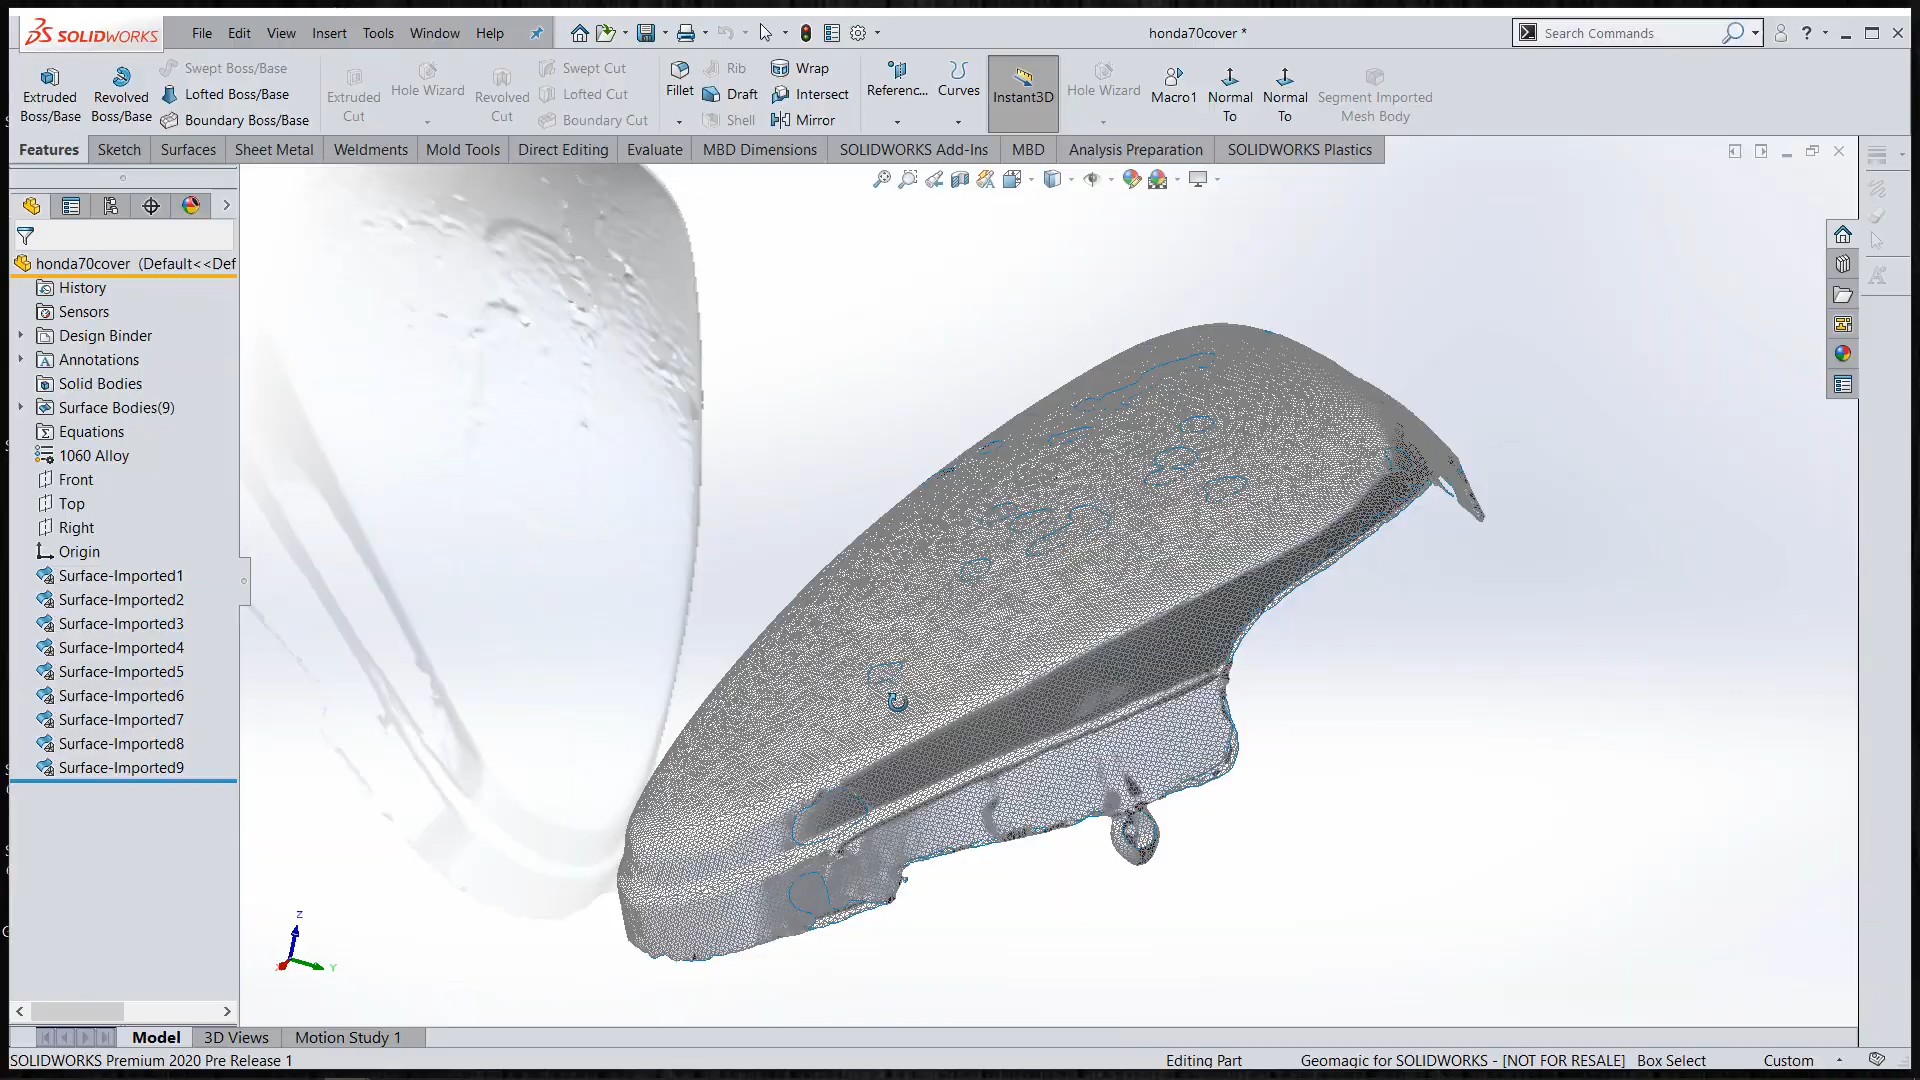 SOLIDWORKS
File Edit View Insert Tools Window Help
honda70cover *
Search Commands
?
Extruded Boss/Base
Revolved Boss/Base
Swept Boss/Base
Lofted Boss/Base
Boundary Boss/Base
Extruded Cut
Hole Wizard
Revolved Cut
Swept Cut
Lofted Cut
Boundary Cut
Fillet
Rib
Draft
Shell
Wrap
Intersect
Mirror
Referenc...
Curves
Instant3D
Hole Wizard
Macro1
Normal To
Normal To
Segment Imported Mesh Body
Features Sketch Surfaces Sheet Metal Weldments Mold Tools Direct Editing Evaluate MBD Dimensions SOLIDWORKS Add-Ins MBD Analysis Preparation SOLIDWORKS Plastics
honda70cover (Default<<Def
History
Sensors
Design Binder
Annotations
Solid Bodies
Surface Bodies(9)
Equations
1060 Alloy
Front
Top
Right
Origin
Surface-Imported1
Surface-Imported2
Surface-Imported3
Surface-Imported4
Surface-Imported5
Surface-Imported6
Surface-Imported7
Surface-Imported8
Surface-Imported9
Z
X
Y
Model 3D Views Motion Study 1
SOLIDWORKS Premium 2020 Pre Release 1
Editing Part
Geomagic for SOLIDWORKS - [NOT FOR RESALE]
Box Select
Custom